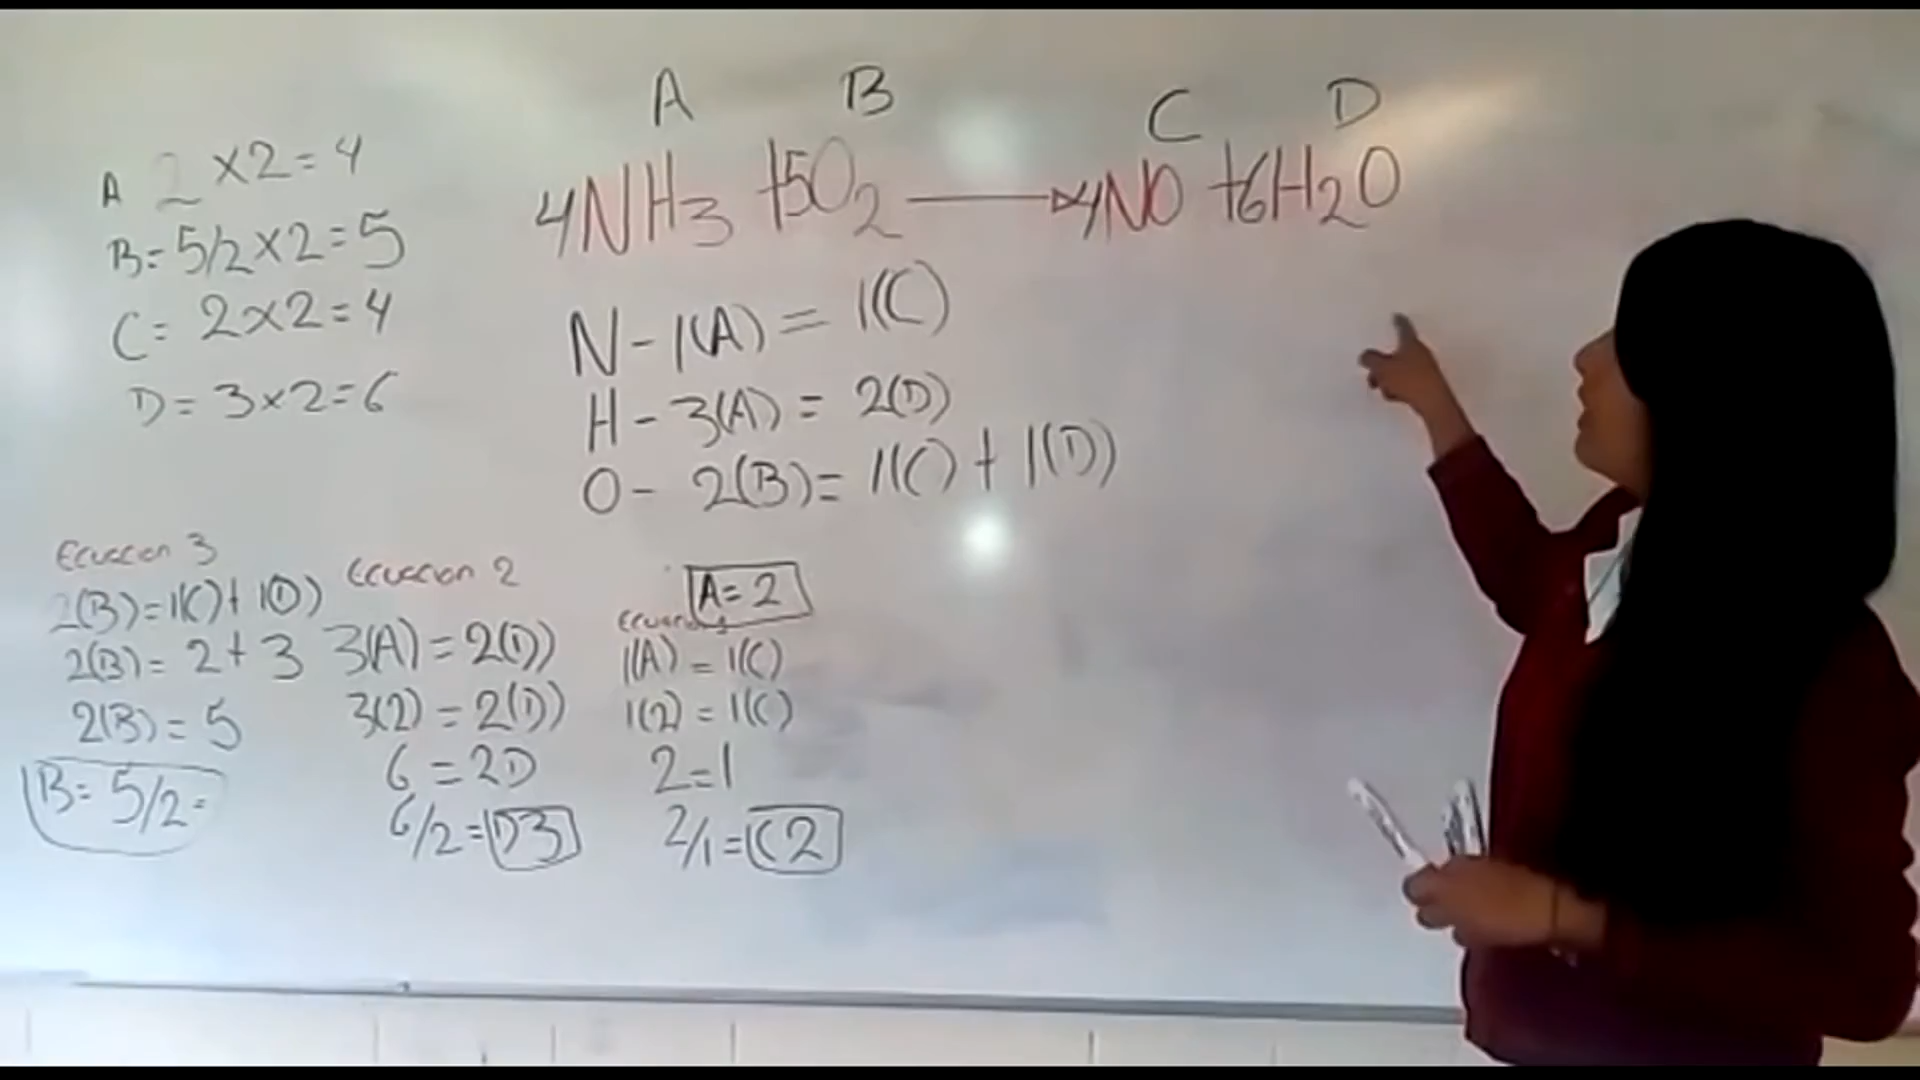 A B C D
4NH3 +5O2 → 4NO +6H2O
A 2 x2=4
B= 5/2x2=5
C= 2x2=4
D= 3x2=6
N-1(A) = 1(C)
H-3(A) = 2(D)
O- 2(B)= 1(C)+1(D)
Ecuacion 3
2(B)=1(C)+1(D)
2(B)= 2+3
2(B)= 5
B= 5/2=
Ecuacion 2
3(A)=2(D)
3(2)=2(D)
6=2D
6/2=D3
A=2
1(A)=1(C)
1(2)=1(C)
2=1
2/1=C2